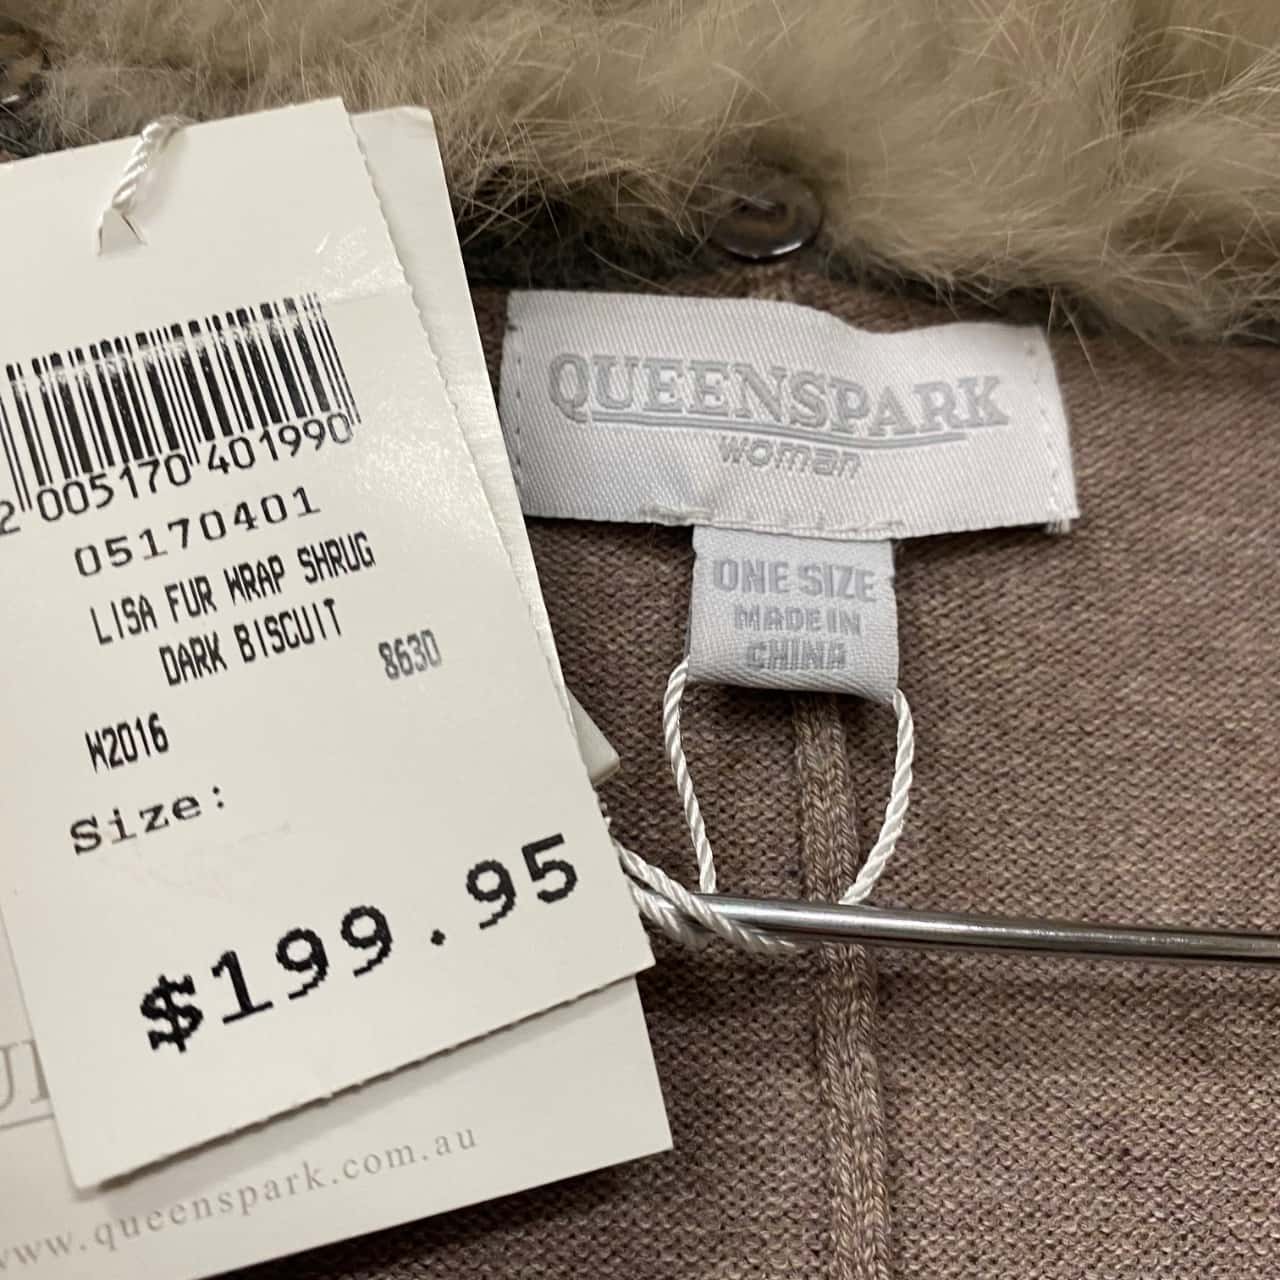 2 005170 401990
05170401
LISA FUR WRAP SHRUG
DARK BISCUIT
8630
W2016
Size:
$199.95
www.queenspark.com.au
QUEENSPARK
woman
ONE SIZE
MADE IN
CHINA